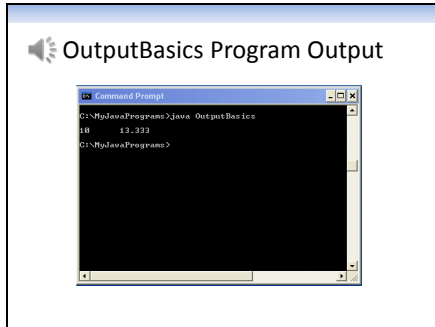 OutputBasics Program Output
Command Prompt
C:\MyJavaPrograms>java OutputBasics
10 13.333
C:\MyJavaPrograms>